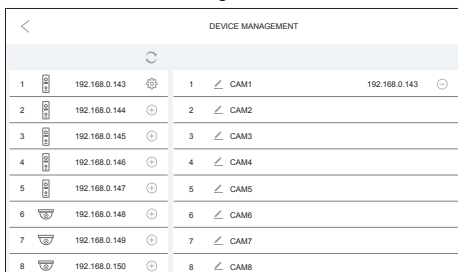 DEVICE MANAGEMENT
1 192.168.0.143 1 CAM1 192.168.0.143
2 192.168.0.144 2 CAM2
3 192.168.0.145 3 CAM3
4 192.168.0.146 4 CAM4
5 192.168.0.147 5 CAM5
6 192.168.0.148 6 CAM6
7 192.168.0.149 7 CAM7
8 192.168.0.150 8 CAM8